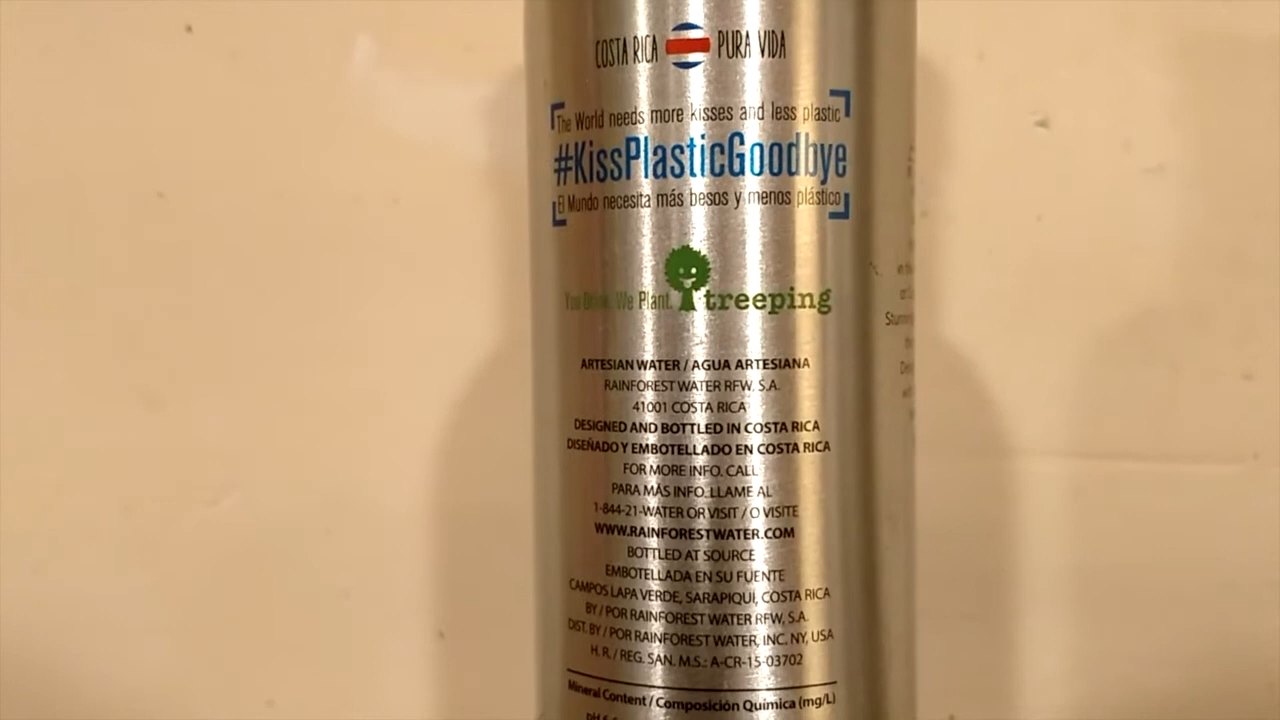 COSTA RICA PURA VIDA
The World needs more kisses and less plastic
#KissPlasticGoodbye
El Mundo necesita más besos y menos plástico
You Drink. We Plant. treeping
ARTESIAN WATER / AGUA ARTESIANA
RAINFOREST WATER RFW, S.A.
41001 COSTA RICA
DESIGNED AND BOTTLED IN COSTA RICA
DISEÑADO Y EMBOTELLADO EN COSTA RICA
FOR MORE INFO. CALL
PARA MÁS INFO. LLAME AL
1-844-21-WATER OR VISIT / O VISITE
WWW.RAINFORESTWATER.COM
BOTTLED AT SOURCE
EMBOTELLADA EN SU FUENTE
CAMPOS LAPA VERDE, SARAPIQUÍ, COSTA RICA
BY / POR RAINFOREST WATER RFW, S.A.
DIST. BY / POR RAINFOREST WATER, INC. NY, USA
H. R. / REG. SAN. M.S.: A-CR-15-03702
Mineral Content / Composición Química (mg/L)
pH